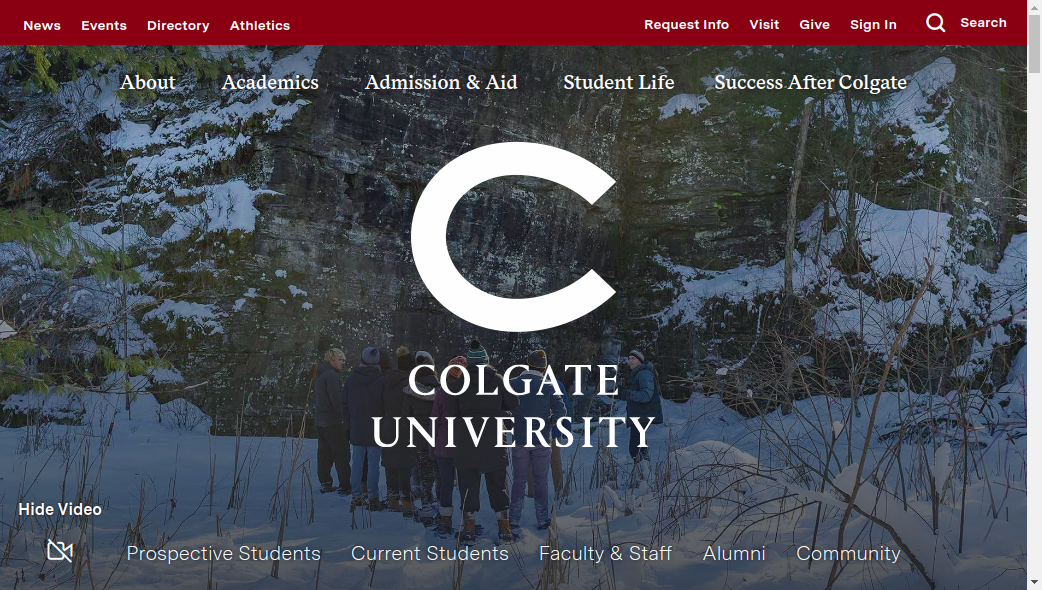 News Events Directory Athletics Request Info Visit Give Sign In Search
About Academics Admission & Aid Student Life Success After Colgate
C
COLGATE
UNIVERSITY
Hide Video
Prospective Students Current Students Faculty & Staff Alumni Community